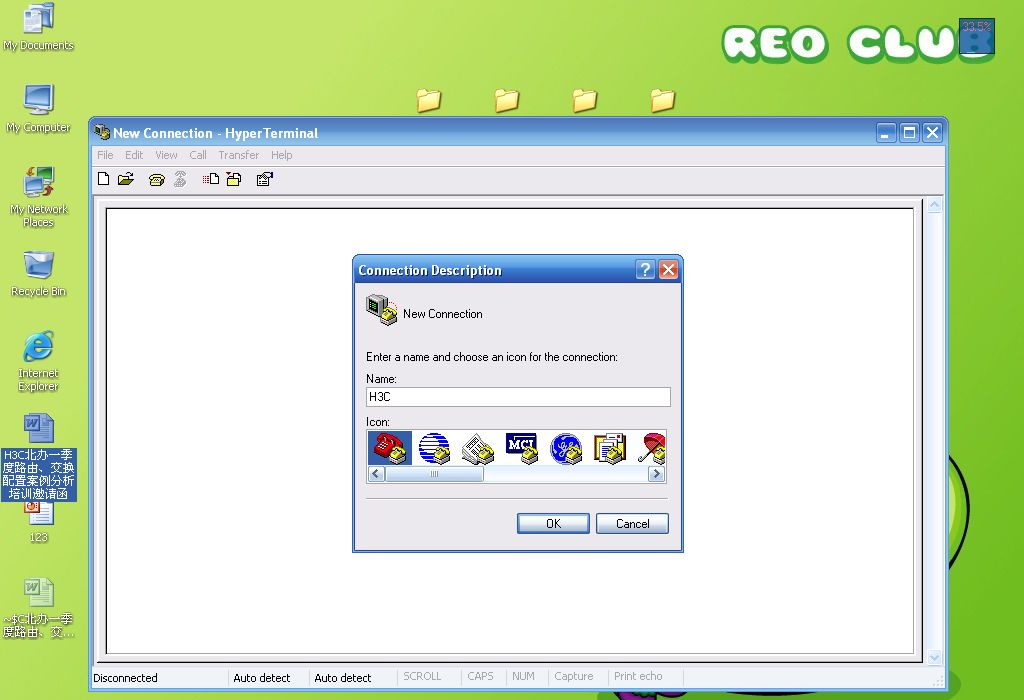 My Documents
REO CLUB
33.5%
My Computer
New Connection - HyperTerminal
File Edit View Call Transfer Help
My Network
Places
Connection Description
New Connection
Recycle Bin
Enter a name and choose an icon for the connection:
Name:
H3C
Internet
Explorer
Icon:
MCI
H3C北办一季
度路由、交换
配置案例分析
培训邀请函
OK Cancel
123
~$C北办一季
度路由、交...
Disconnected Auto detect Auto detect SCROLL CAPS NUM Capture Print echo